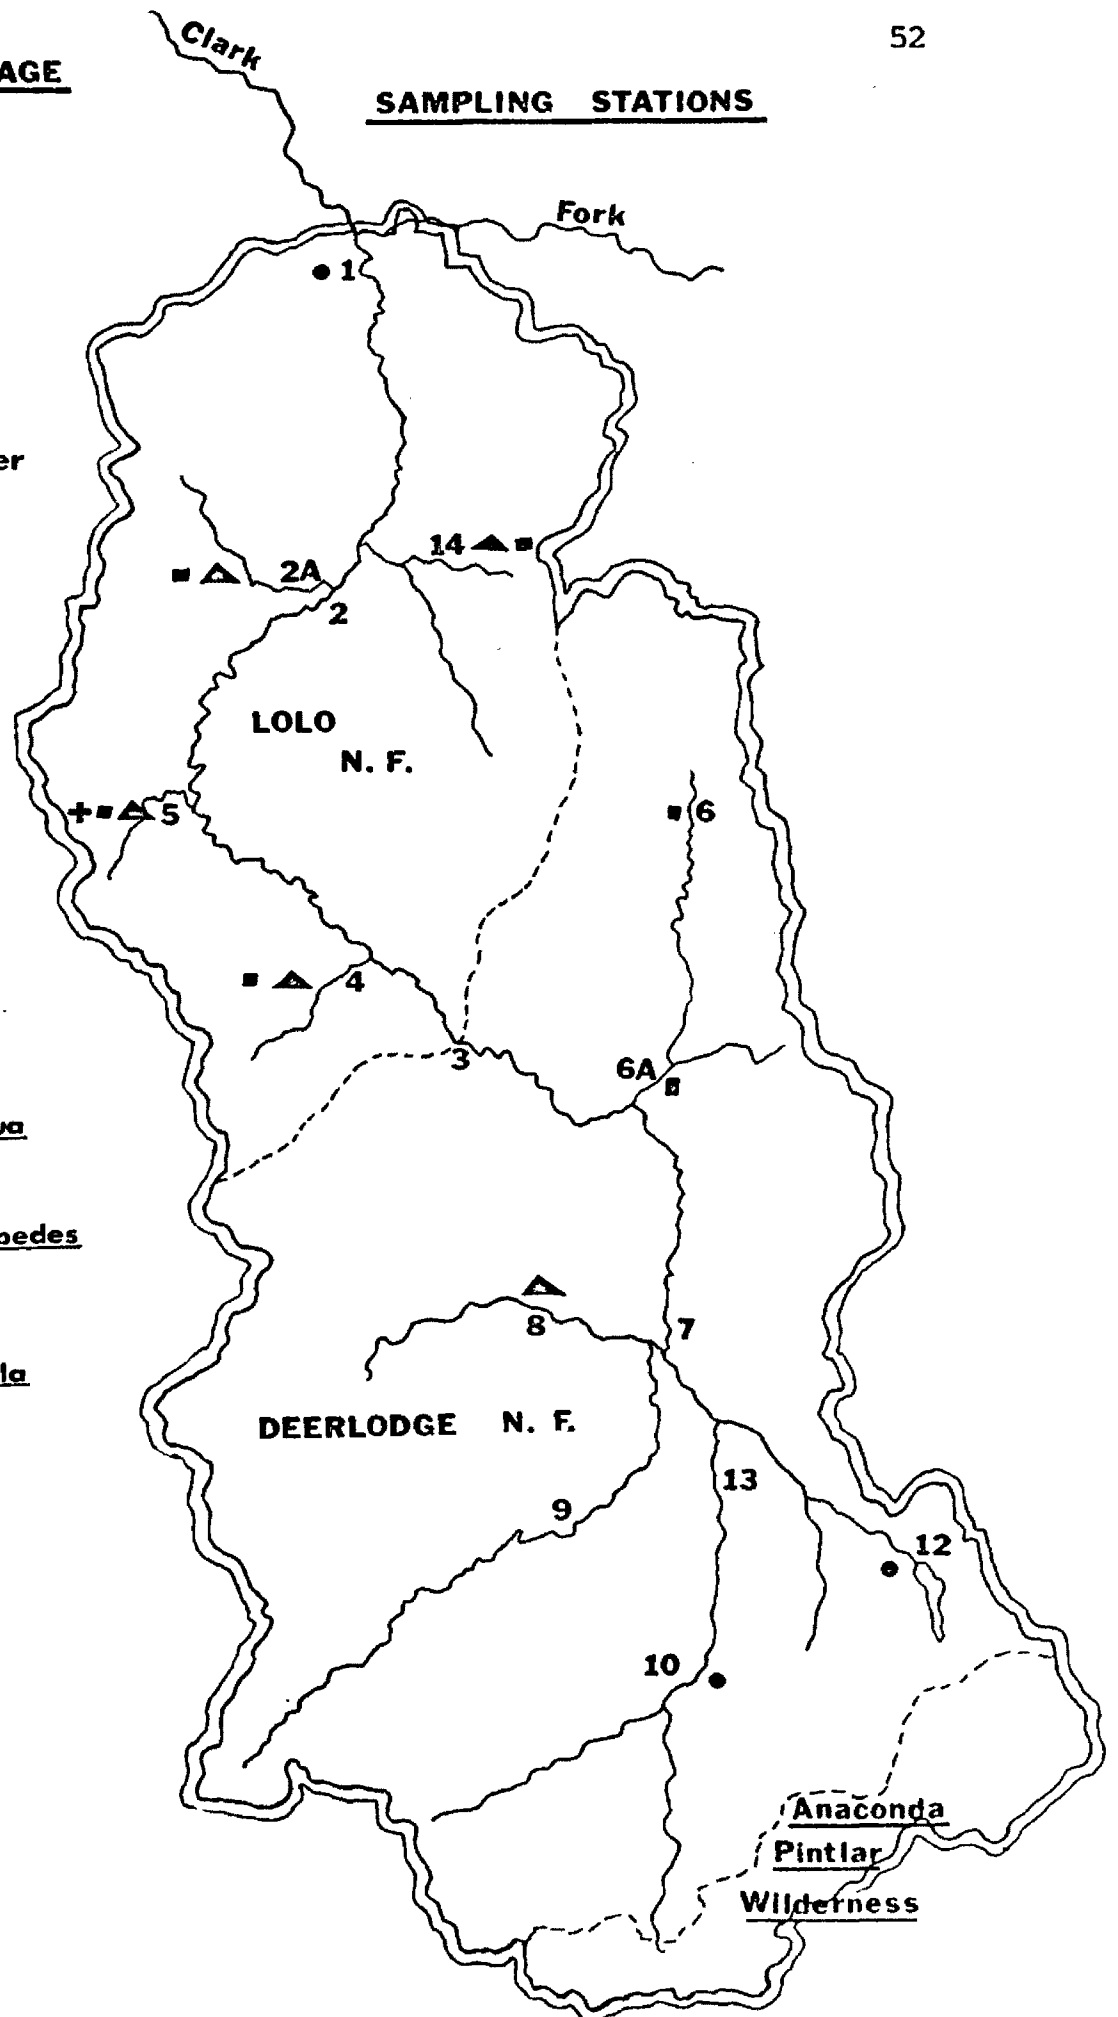 52
AGE
SAMPLING STATIONS
Clark
Fork
1
er
14
2A
2
LOLO
N. F.
5
6
4
3
6A
ua
pedes
8
7
la
DEERLODGE N. F.
13
9
12
10
Anaconda
Pintlar
Wilderness